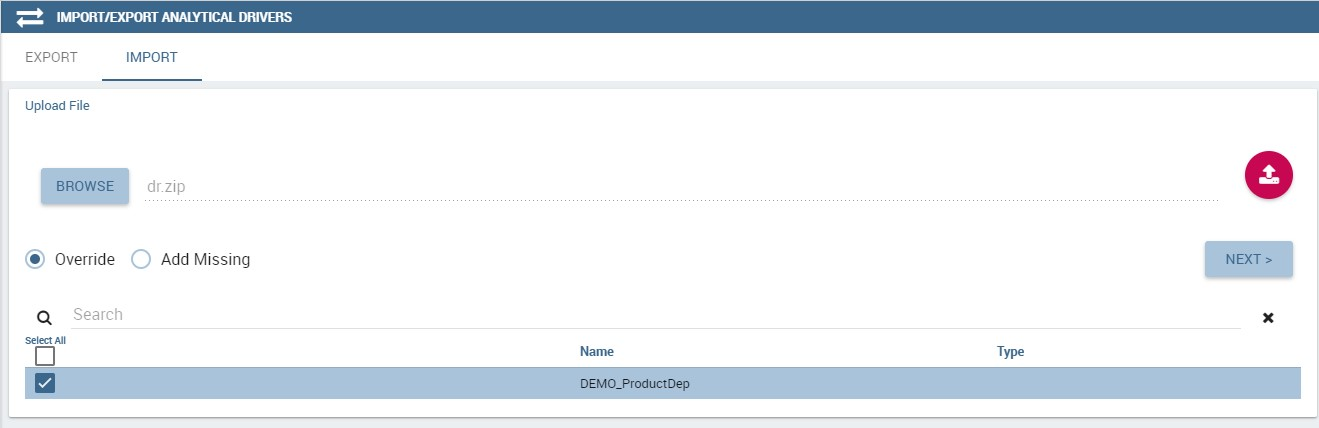 IMPORT/EXPORT ANALYTICAL DRIVERS
EXPORT IMPORT
Upload File
BROWSE dr.zip
Override Add Missing NEXT >
Search
Select All
Name Type
DEMO_ProductDep